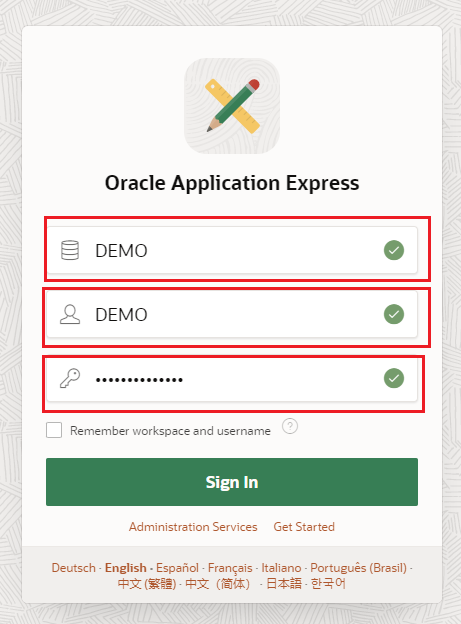 Oracle Application Express
DEMO
DEMO
••••••••••••••
Remember workspace and username ?
Sign In
Administration Services Get Started
Deutsch · English · Español · Français · Italiano · Português (Brasil) ·
中文 (繁體) · 中文（简体） · 日本語 · 한국어